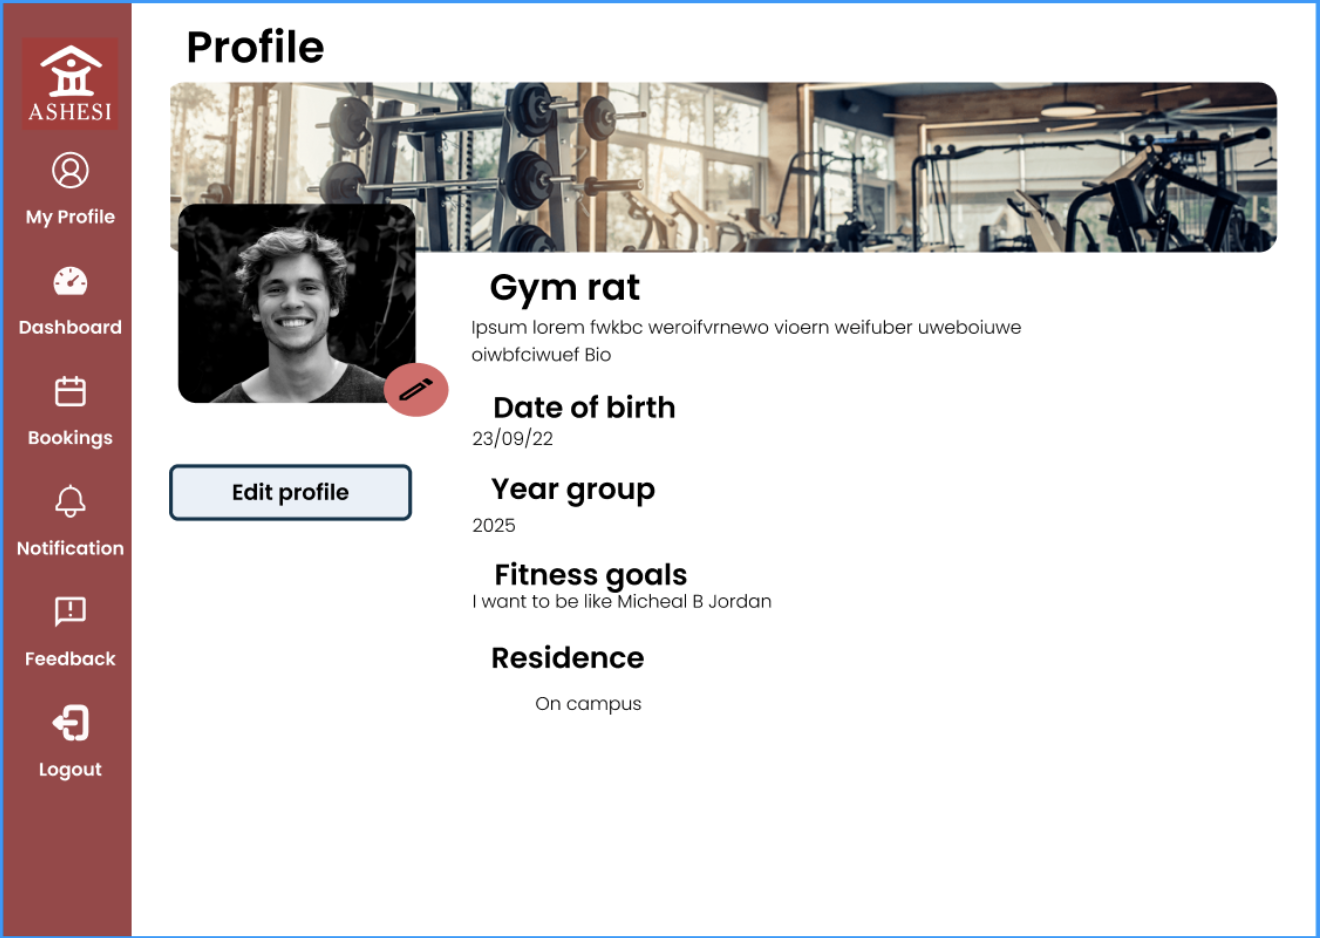 ASHESI
My Profile
Dashboard
Bookings
Notification
Feedback
Logout
Profile
Edit profile
Gym rat
Ipsum lorem fwkbc weroifvrnewo vioern weifuber uweboiuwe
oiwbfciwuef Bio
Date of birth
23/09/22
Year group
2025
Fitness goals
I want to be like Micheal B Jordan
Residence
On campus